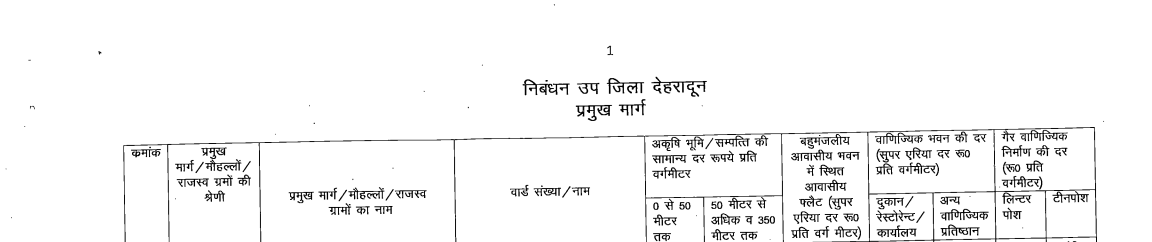 1
निबंधन उप जिला देहरादून
प्रमुख मार्ग
क्रमांक
प्रमुख
मार्ग/मौहल्लों/
राजस्व ग्रमों की
श्रेणी
प्रमुख मार्ग/मौहल्लों/राजस्व
ग्रामों का नाम
वार्ड संख्या/नाम
अकृषि भूमि/सम्पत्ति की
सामान्य दर रूपये प्रति
वर्गमीटर
0 से 50
मीटर
तक
50 मीटर से
अधिक व 350
मीटर तक
बहुमंजलीय
आवासीय भवन
में स्थित
आवासीय
फ्लैट (सुपर
एरिया दर रू0
प्रति वर्ग मीटर)
वाणिज्यिक भवन की दर
(सुपर एरिया दर रू0
प्रति वर्गमीटर)
दुकान/
रेस्टोरेन्ट/
कार्यालय
अन्य
वाणिज्यिक
प्रतिष्ठान
गैर वाणिज्यिक
निर्माण की दर
(रू0 प्रति
वर्गमीटर)
लिन्टर
पोश
टीनपोश